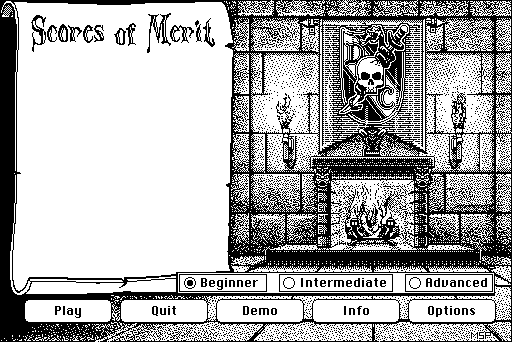 Scores of Merit
D
C
Beginner Intermediate Advanced
Play Quit Demo Info Options